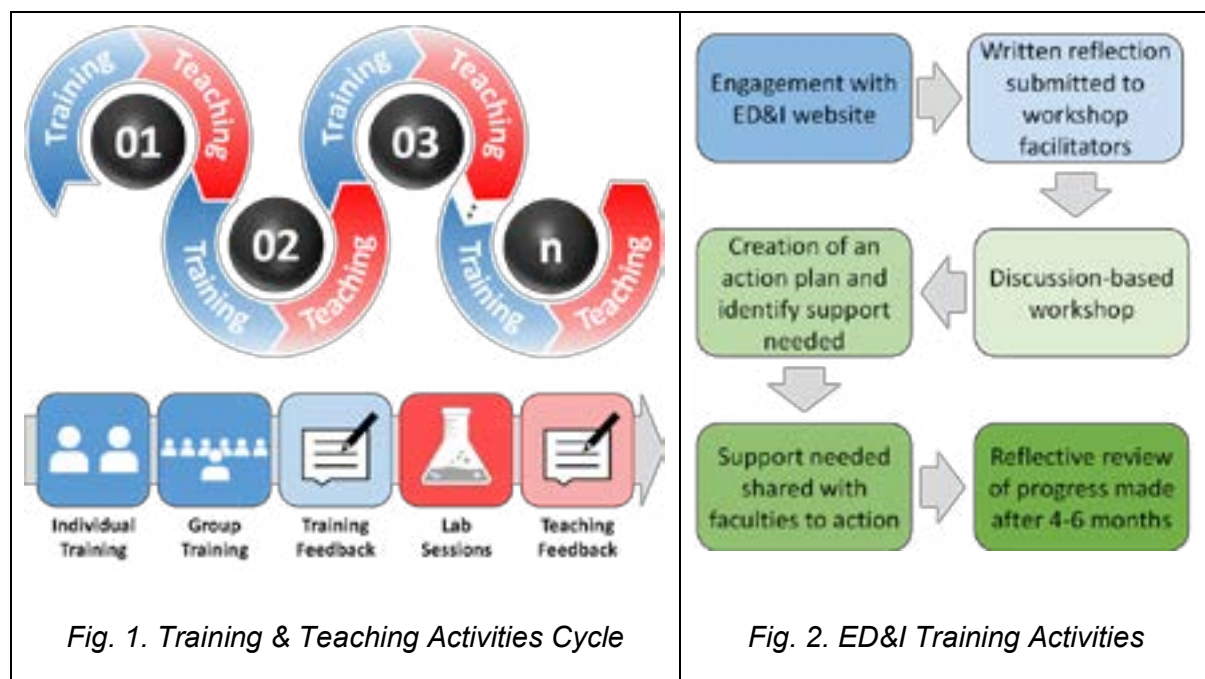 Training
Teaching
01
Training
Teaching
02
Training
Teaching
03
Training
Teaching
n
Individual
Training
Group
Training
Training
Feedback
Lab
Sessions
Teaching
Feedback
Fig. 1. Training & Teaching Activities Cycle
Engagement with
ED&I website
Written reflection
submitted to
workshop
facilitators
Discussion-based
workshop
Creation of an
action plan and
identify support
needed
Support needed
shared with
faculties to action
Reflective review
of progress made
after 4-6 months
Fig. 2. ED&I Training Activities